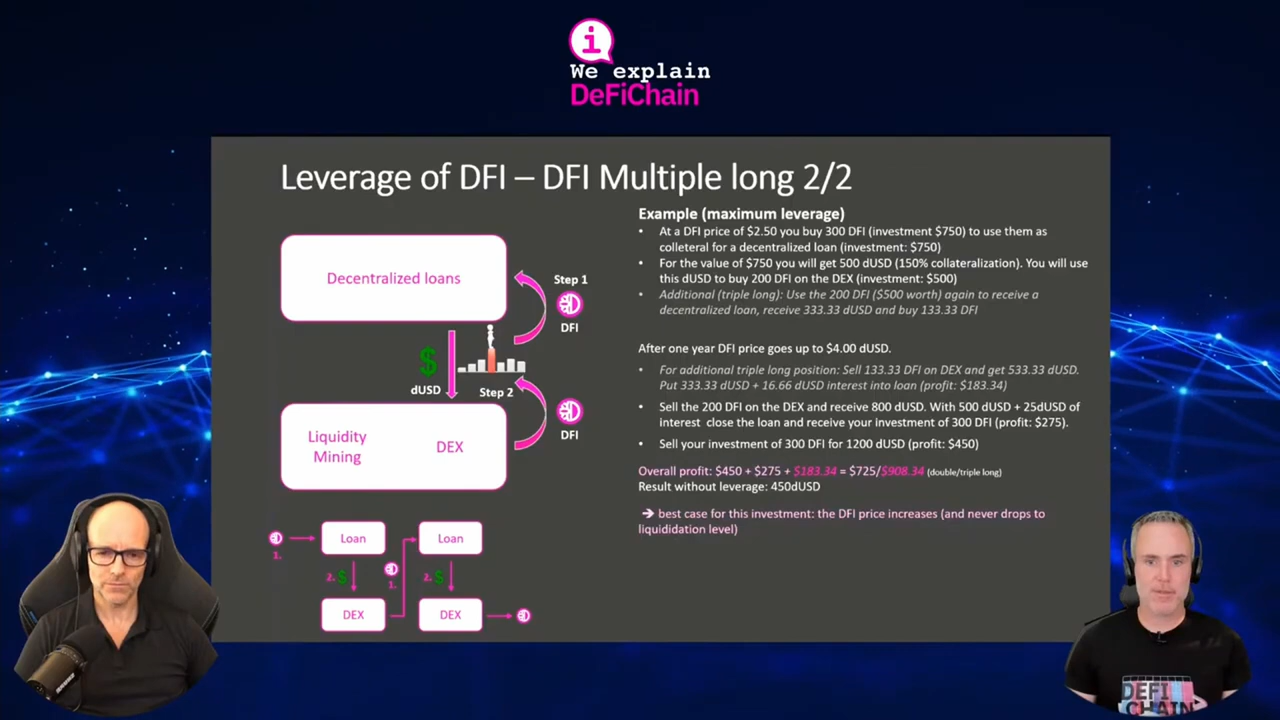 i
We explain
DeFiChain
Leverage of DFI – DFI Multiple long 2/2
Decentralized loans
Step 1
DFI
$
dUSD
Step 2
DFI
Liquidity
Mining
DEX
Loan
Loan
1.
2. $
1.
2. $
DEX
DEX
Example (maximum leverage)
• At a DFI price of $2.50 you buy 300 DFI (investment $750) to use them as
colleteral for a decentralized loan (investment: $750)
• For the value of $750 you will get 500 dUSD (150% collateralization). You will use
this dUSD to buy 200 DFI on the DEX (investment: $500)
• Additional (triple long): Use the 200 DFI ($500 worth) again to receive a
decentralized loan, receive 333.33 dUSD and buy 133.33 DFI
After one year DFI price goes up to $4.00 dUSD.
• For additional triple long position: Sell 133.33 DFI on DEX and get 533.33 dUSD.
Put 333.33 dUSD + 16.66 dUSD interest into loan (profit: $183.34)
• Sell the 200 DFI on the DEX and receive 800 dUSD. With 500 dUSD + 25dUSD of
interest close the loan and receive your investment of 300 DFI (profit: $275).
• Sell your investment of 300 DFI for 1200 dUSD (profit: $450)
Overall profit: $450 + $275 + $183.34 = $725/$908.34 (double/triple long)
Result without leverage: 450dUSD
➔ best case for this investment: the DFI price increases (and never drops to
liquididation level)
DEFI
CHAIN